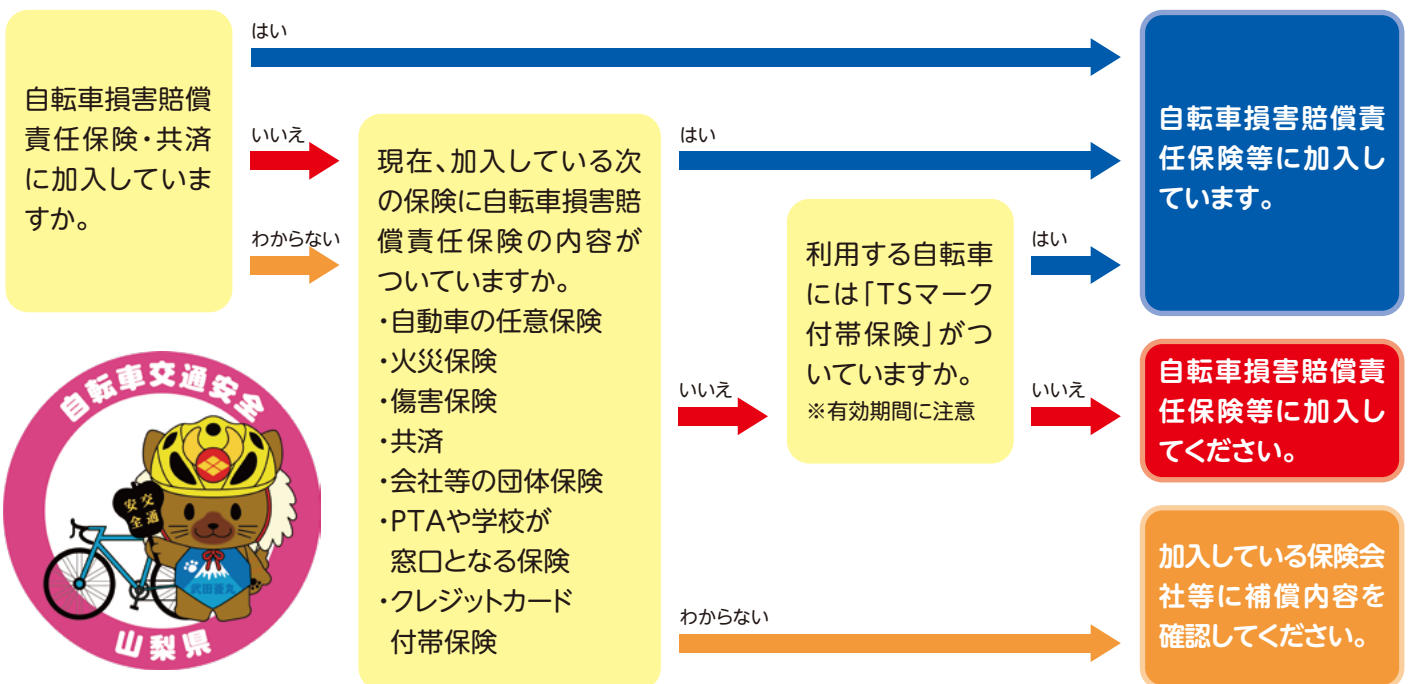 はい
自転車損害賠償
責任保険・共済
に加入していま
すか。
いいえ
わからない
現在、加入している次
の保険に自転車損害賠
償責任保険の内容が
ついていますか。
・自動車の任意保険
・火災保険
・傷害保険
・共済
・会社等の団体保険
・PTAや学校が
窓口となる保険
・クレジットカード
付帯保険
はい
いいえ
わからない
利用する自転車
には「TSマーク
付帯保険」がつ
いていますか。
※有効期間に注意
はい
いいえ
自転車損害賠償責
任保険等に加入し
ています。
自転車損害賠償責
任保険等に加入し
てください。
加入している保険会
社等に補償内容を
確認してください。
自転車交通安全
交通
安全
武田菱丸
山梨県